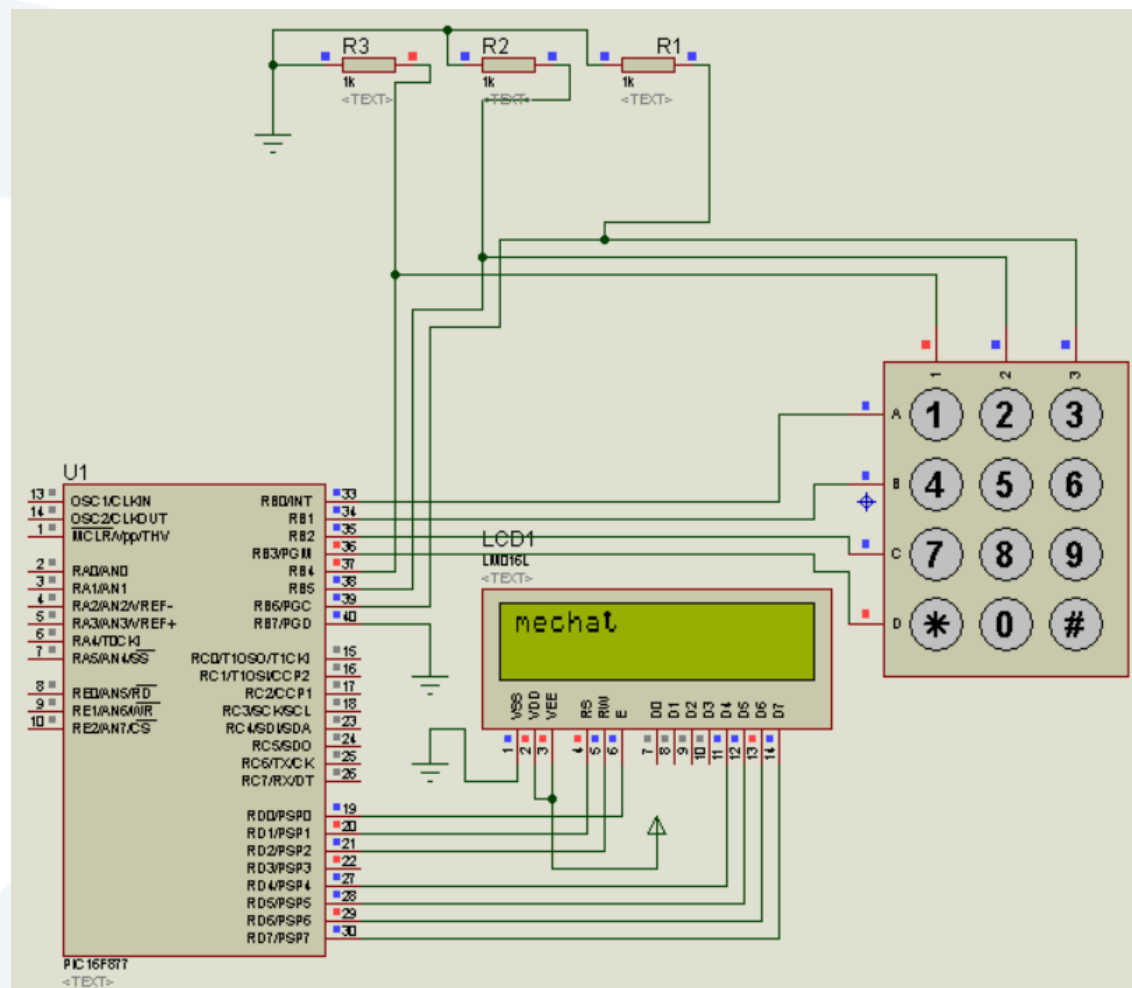 R3
R2
R1
1k
1k
1k
<TEXT>
<TEXT>
<TEXT>
1
2
3
A
1
2
3
B
4
5
6
C
7
8
9
D
*
0
#
U1
13
OSC1/CLKIN
14
OSC2/CLKOUT
1
MCLR/Vpp/THV
2
RA0/AN0
3
RA1/AN1
4
RA2/AN2/VREF-
5
RA3/AN3/VREF+
6
RA4/T0CKI
7
RA5/AN4/SS
8
RE0/AN5/RD
9
RE1/AN6/WR
10
RE2/AN7/CS
RB0/INT
33
RB1
34
RB2
35
RB3/PGM
36
RB4
37
RB5
38
RB6/PGC
39
RB7/PGD
40
RC0/T1OSO/T1CKI
15
RC1/T1OSI/CCP2
16
RC2/CCP1
17
RC3/SCK/SCL
18
RC4/SDI/SDA
23
RC5/SDO
24
RC6/TX/CK
25
RC7/RX/DT
26
RD0/PSP0
19
RD1/PSP1
20
RD2/PSP2
21
RD3/PSP3
22
RD4/PSP4
27
RD5/PSP5
28
RD6/PSP6
29
RD7/PSP7
30
PIC16F877
<TEXT>
LCD1
LM016L
<TEXT>
mechat
VSS
VDD
VEE
RS
RW
E
D0
D1
D2
D3
D4
D5
D6
D7
1
2
3
4
5
6
7
8
9
10
11
12
13
14